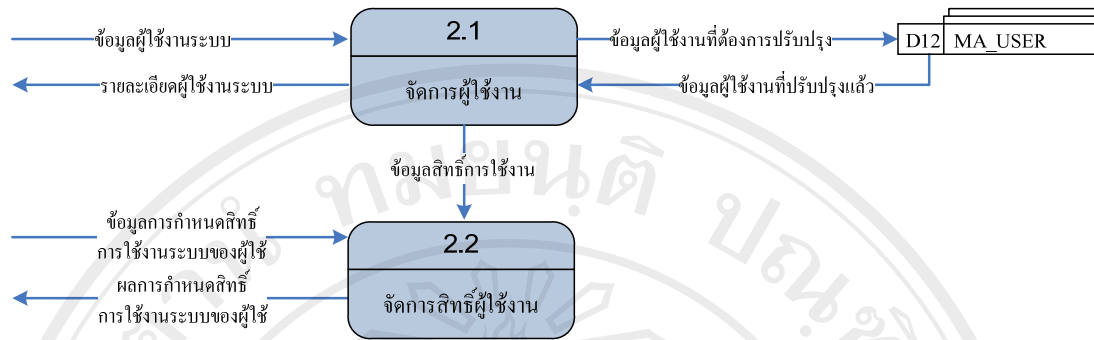 2.1
ข้อมูลผู้ใช้งานระบบ
ข้อมูลผู้ใช้งานที่ต้องการปรับปรุง
D12 MA_USER
รายละเอียดผู้ใช้งานระบบ
จัดการผู้ใช้งาน
ข้อมูลผู้ใช้งานที่ปรับปรุงแล้ว
ข้อมูลสิทธิ์การใช้งาน
ข้อมูลการกำหนดสิทธิ์
การใช้งานระบบของผู้ใช้
2.2
ผลการกำหนดสิทธิ์
การใช้งานระบบของผู้ใช้
จัดการสิทธิ์ผู้ใช้งาน